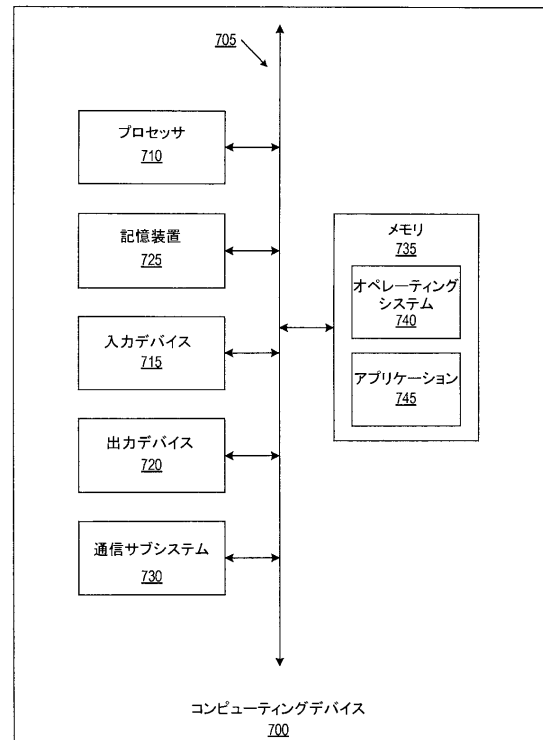 705
プロセッサ
710
記憶装置
725
入力デバイス
715
出力デバイス
720
通信サブシステム
730
メモリ
735
オペレーティング
システム
740
アプリケーション
745
コンピューティングデバイス
700